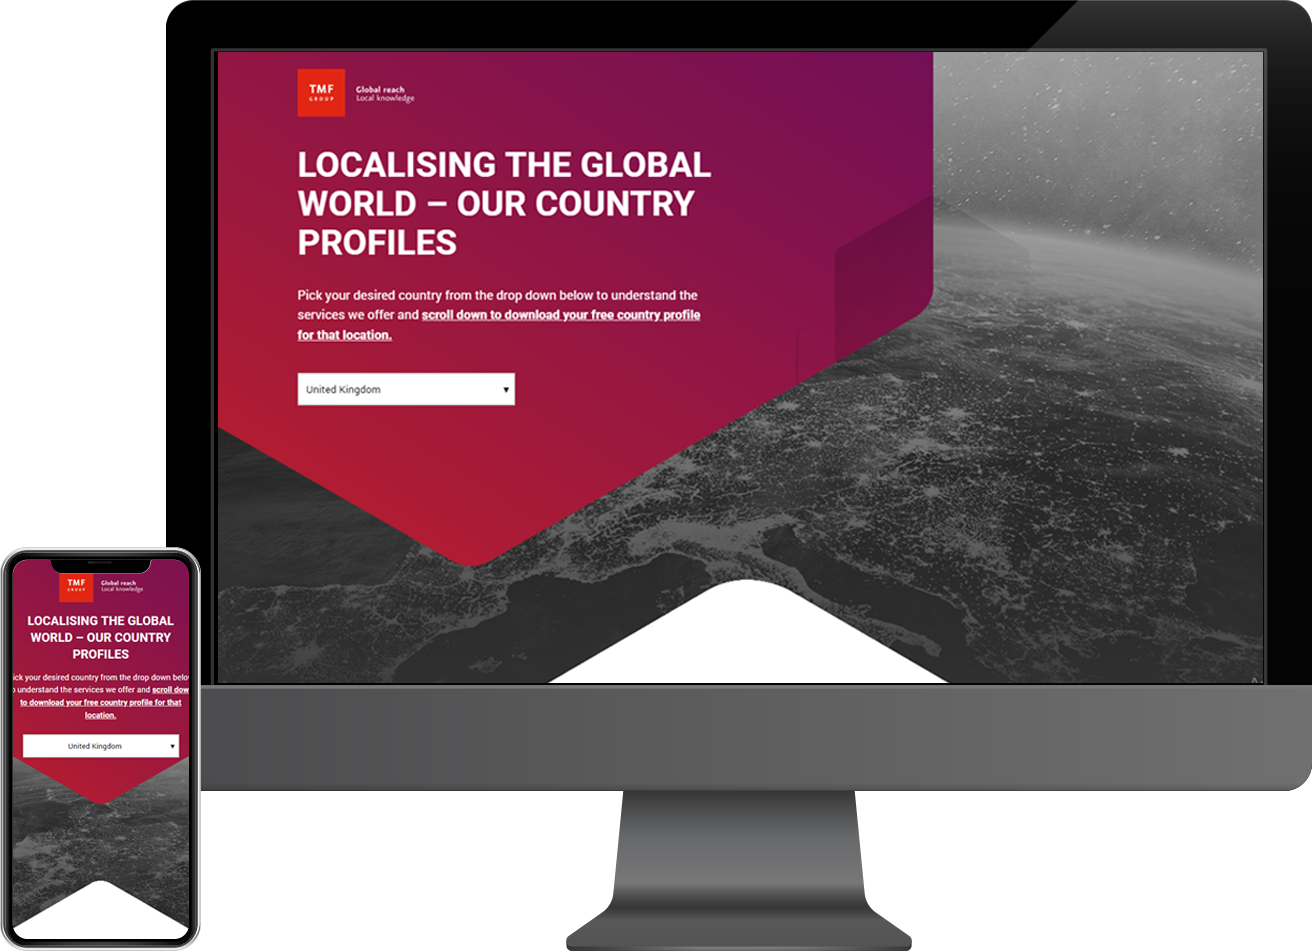 TMF
GROUP
Global reach
Local knowledge
LOCALISING THE GLOBAL
WORLD – OUR COUNTRY
PROFILES
Pick your desired country from the drop down below to understand the
services we offer and scroll down to download your free country profile
for that location.
United Kingdom
TMF
GROUP
Global reach
Local knowledge
LOCALISING THE GLOBAL
WORLD – OUR COUNTRY
PROFILES
ick your desired country from the drop down belo
o understand the services we offer and scroll dow
to download your free country profile for that
location.
United Kingdom